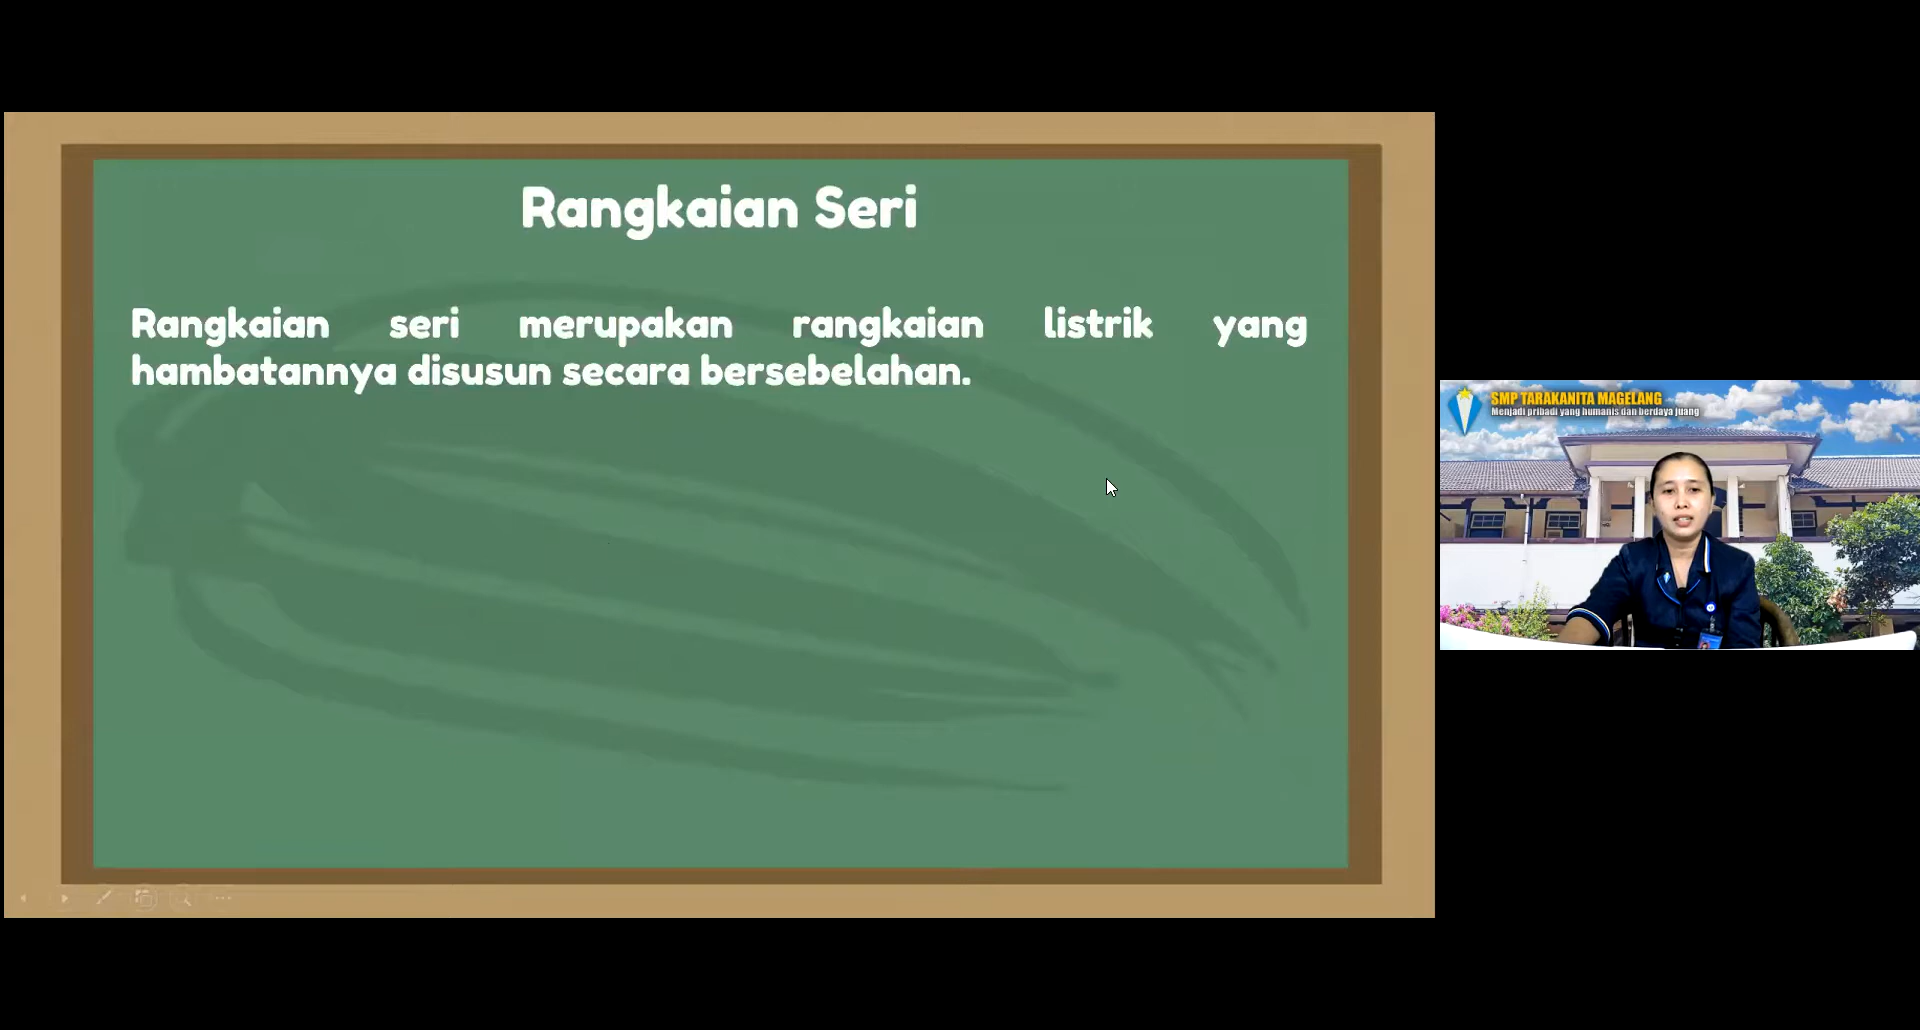 Rangkaian Seri
Rangkaian seri merupakan rangkaian listrik yang
hambatannya disusun secara bersebelahan.
SMP TARAKANITA MAGELANG
Menjadi pribadi yang humanis dan berdaya juang